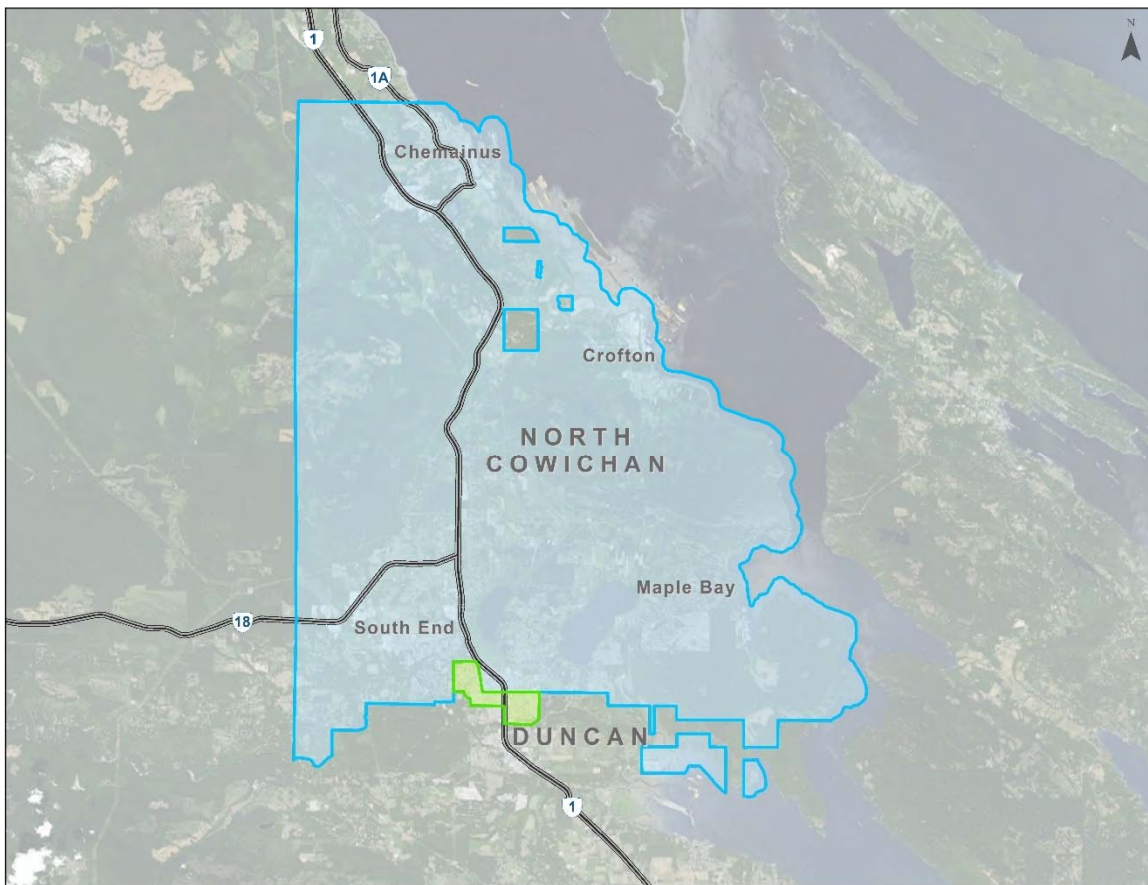 N
1
1A
Chemainus
Crofton
NORTH
COWICHAN
Maple Bay
18
South End
DUNCAN
1